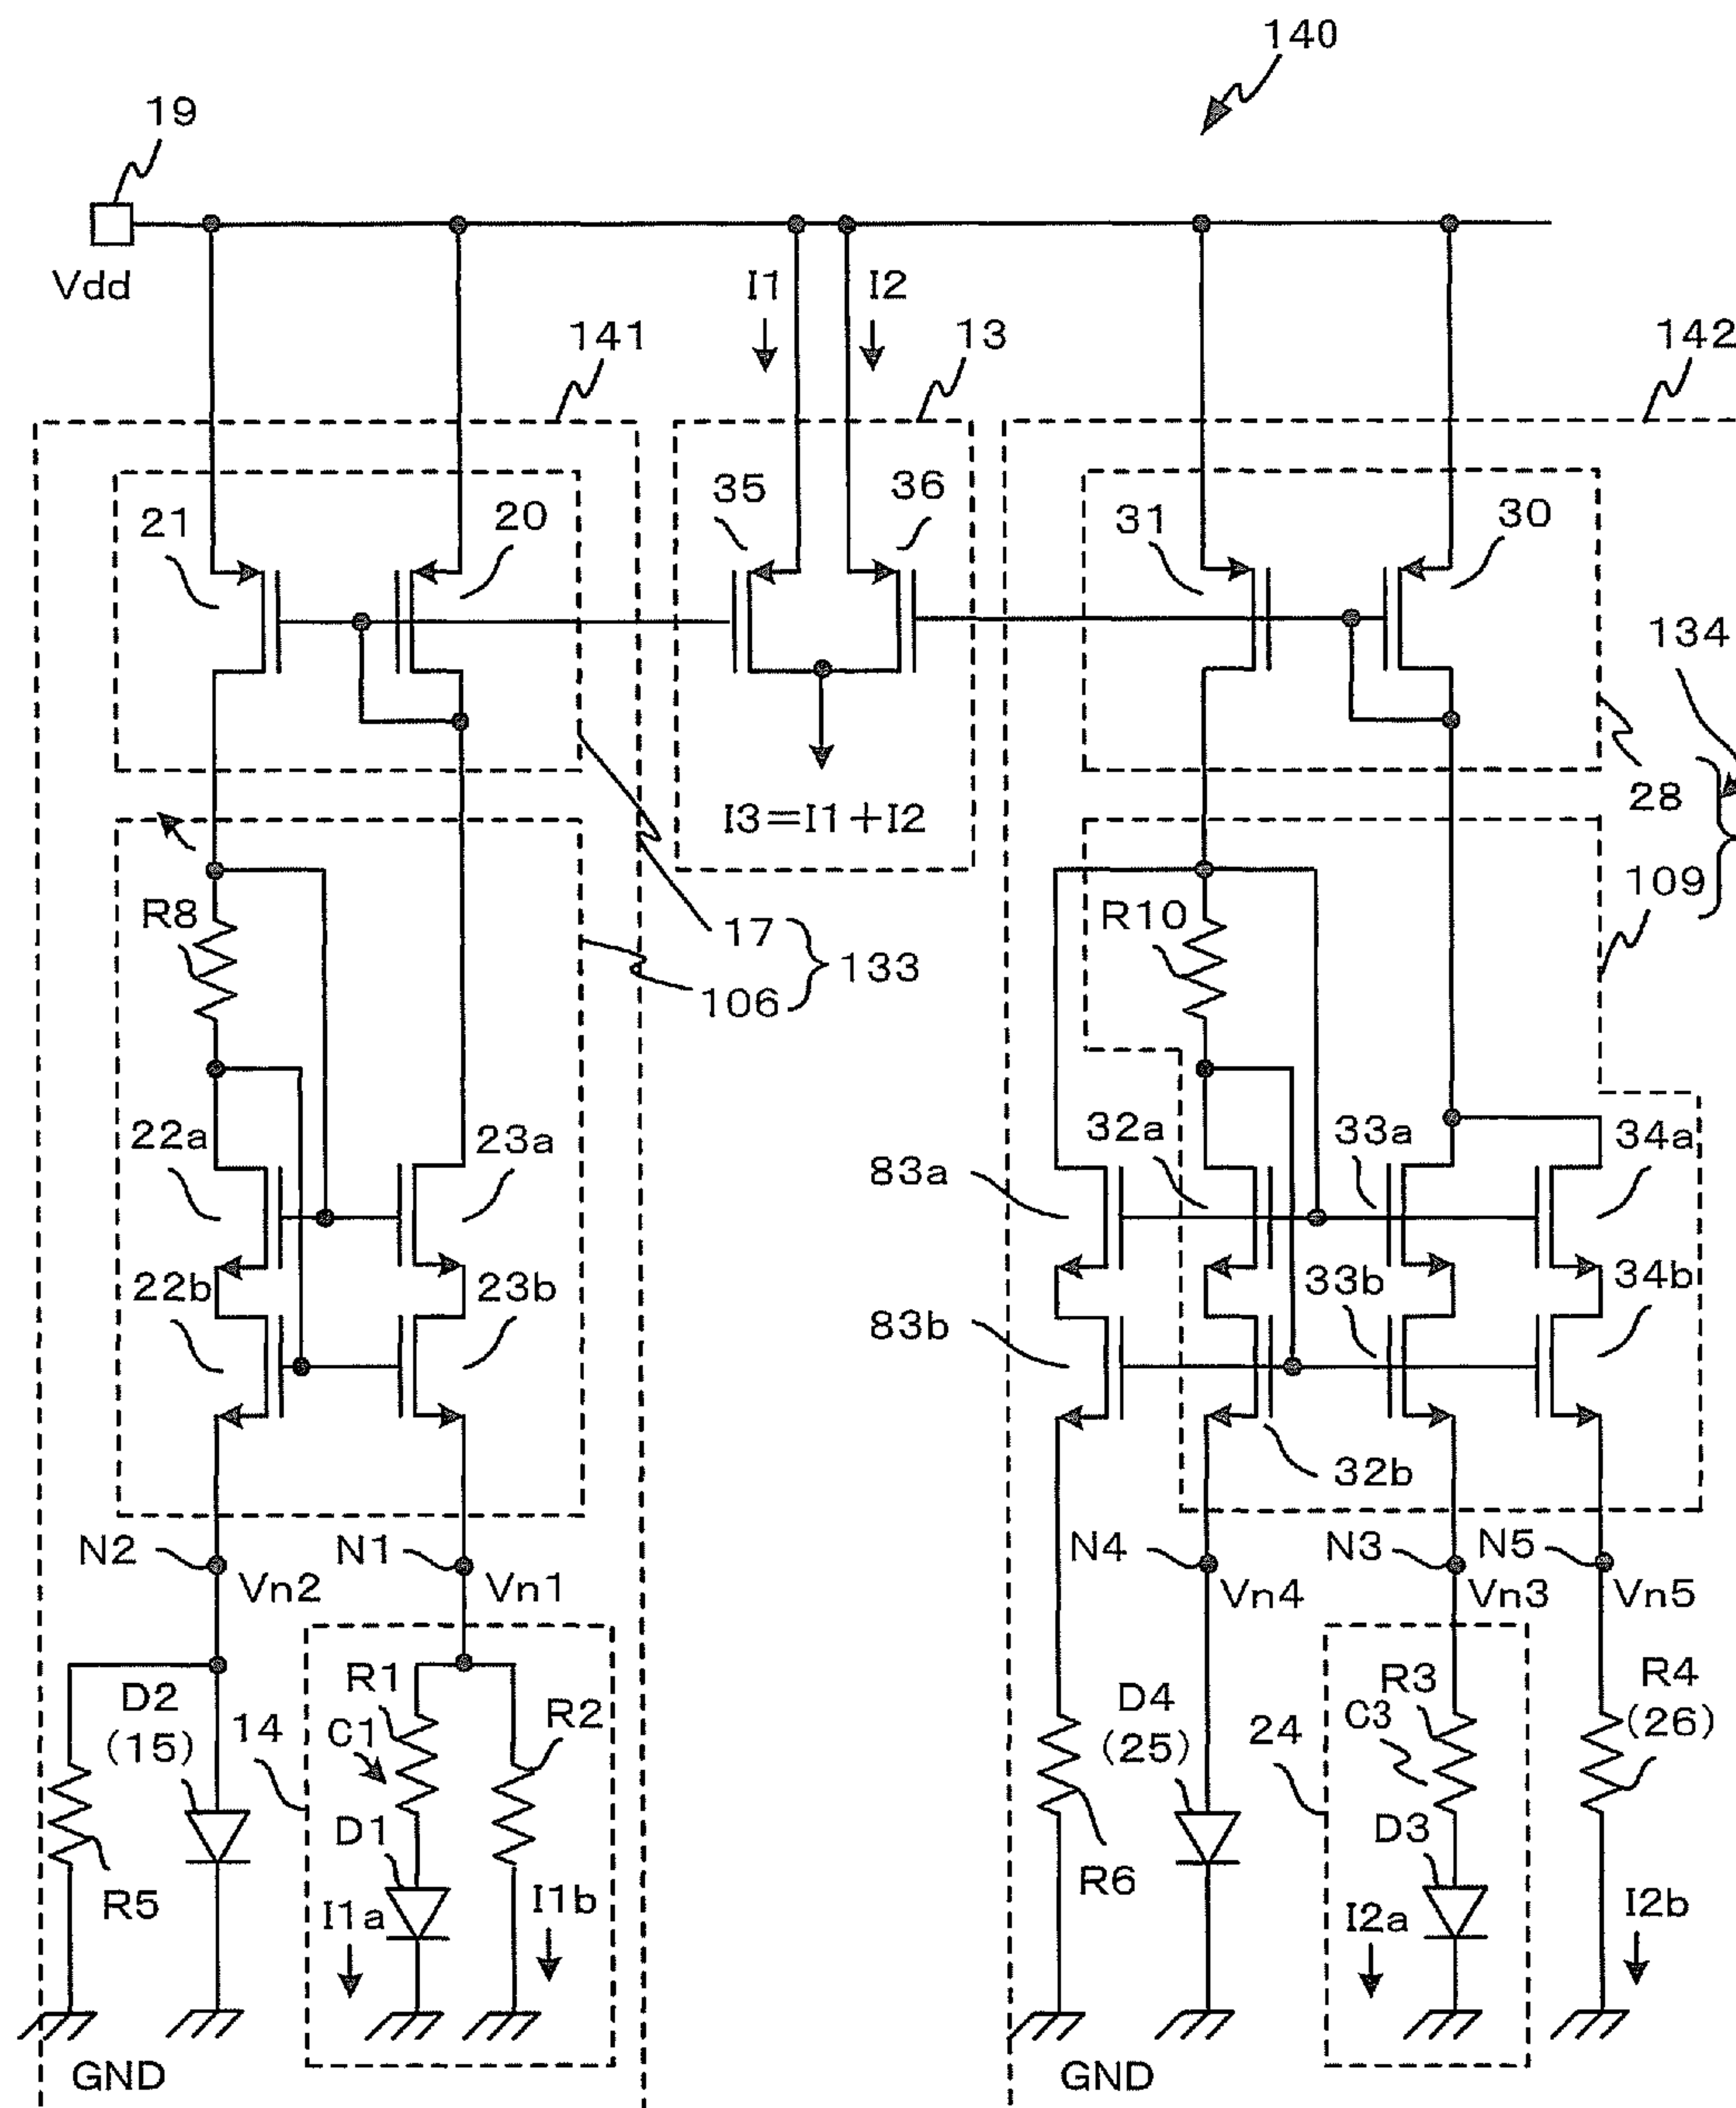 140
19
Vdd
I1
I2
141
13
142
21
20
35
36
31
30
134
I3=I1+I2
28
R8
17
133
106
R10
109
22a
23a
83a
32a
33a
34a
22b
23b
83b
33b
34b
32b
N2
Vn2
N1
Vn1
N4
Vn4
N3
Vn3
N5
Vn5
D2
(15)
14
R1
C1
R2
D4
(25)
24
R3
C3
R4
(26)
R5
D1
I1a
I1b
R6
D3
I2a
I2b
GND
GND